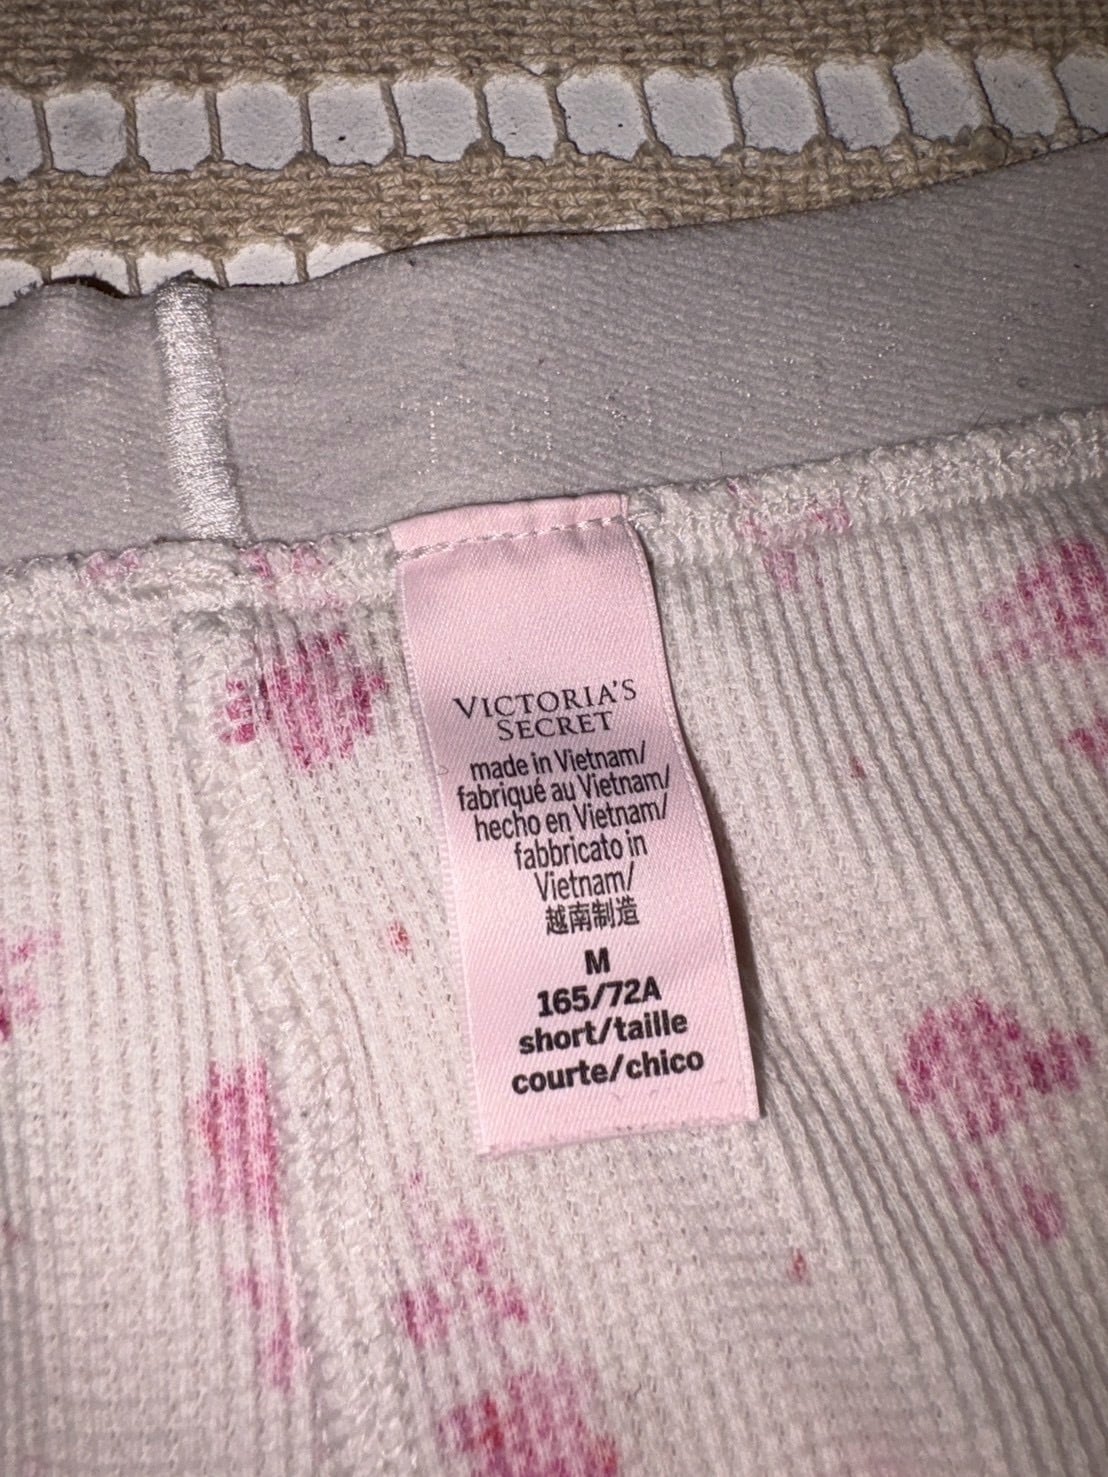 VICTORIA'S
SECRET
made in Vietnam/
fabriqué au Vietnam/
hecho en Vietnam/
fabbricato in
Vietnam/
越南制造
M
165/72A
short/taille
courte/chico